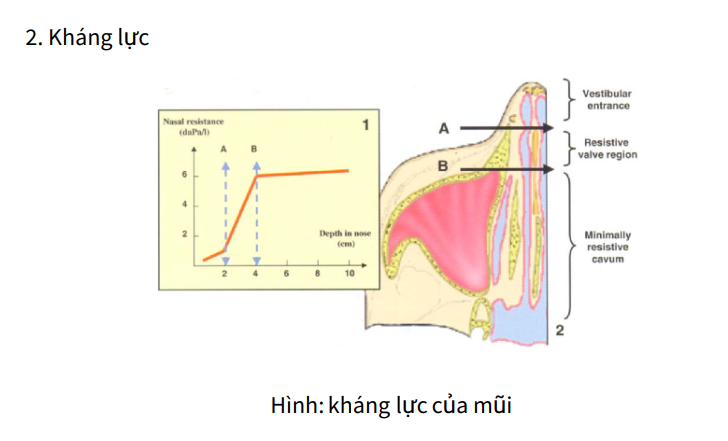 2. Kháng lực
Nasal resistance
(daPa/l)
1
A
B
6
4
2
Depth in nose
(cm)
2
4
6
8
10
A
B
C
Vestibular
entrance
Resistive
valve region
Minimally
resistive
cavum
2
Hình: kháng lực của mũi